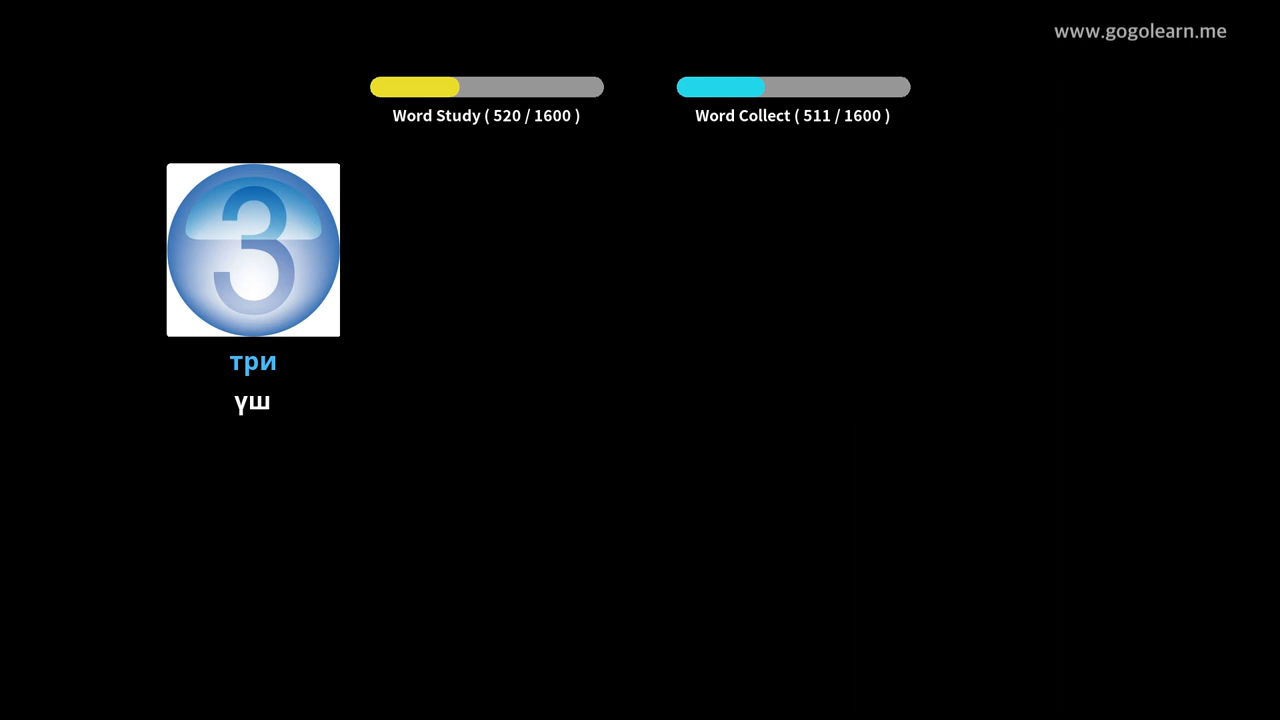 www.gogolearn.me
Word Study ( 520 / 1600 )
Word Collect ( 511 / 1600 )
3
три
үш